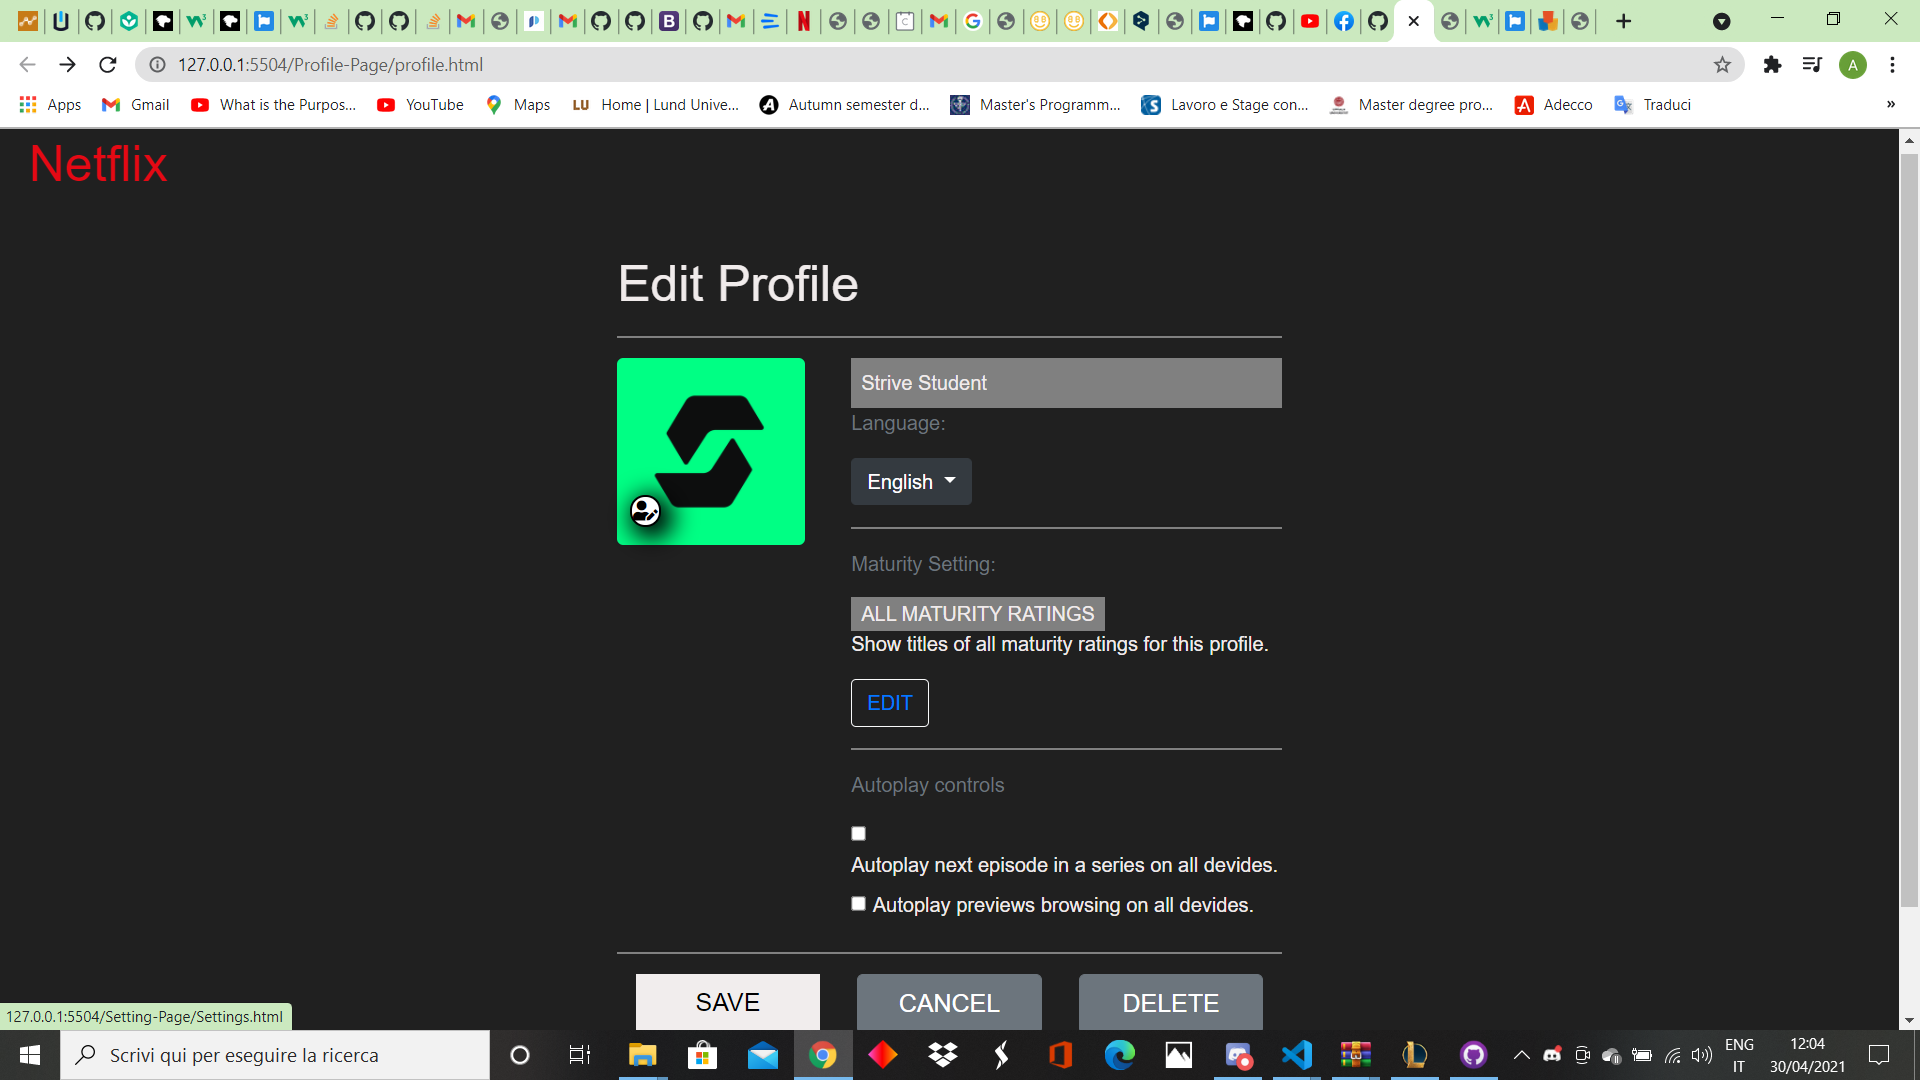 127.0.0.1:5504/Profile-Page/profile.html
A
Apps Gmail What is the Purpos... YouTube Maps LU Home | Lund Unive... Autumn semester d... Master's Programm... Lavoro e Stage con... Master degree pro... Adecco Traduci »
Netflix
Edit Profile
Strive Student
Language:
English
Maturity Setting:
ALL MATURITY RATINGS
Show titles of all maturity ratings for this profile.
EDIT
Autoplay controls
Autoplay next episode in a series on all devides.
Autoplay previews browsing on all devides.
SAVE CANCEL DELETE
127.0.0.1:5504/Setting-Page/Settings.html
Scrivi qui per eseguire la ricerca
ENG 12:04
IT 30/04/2021